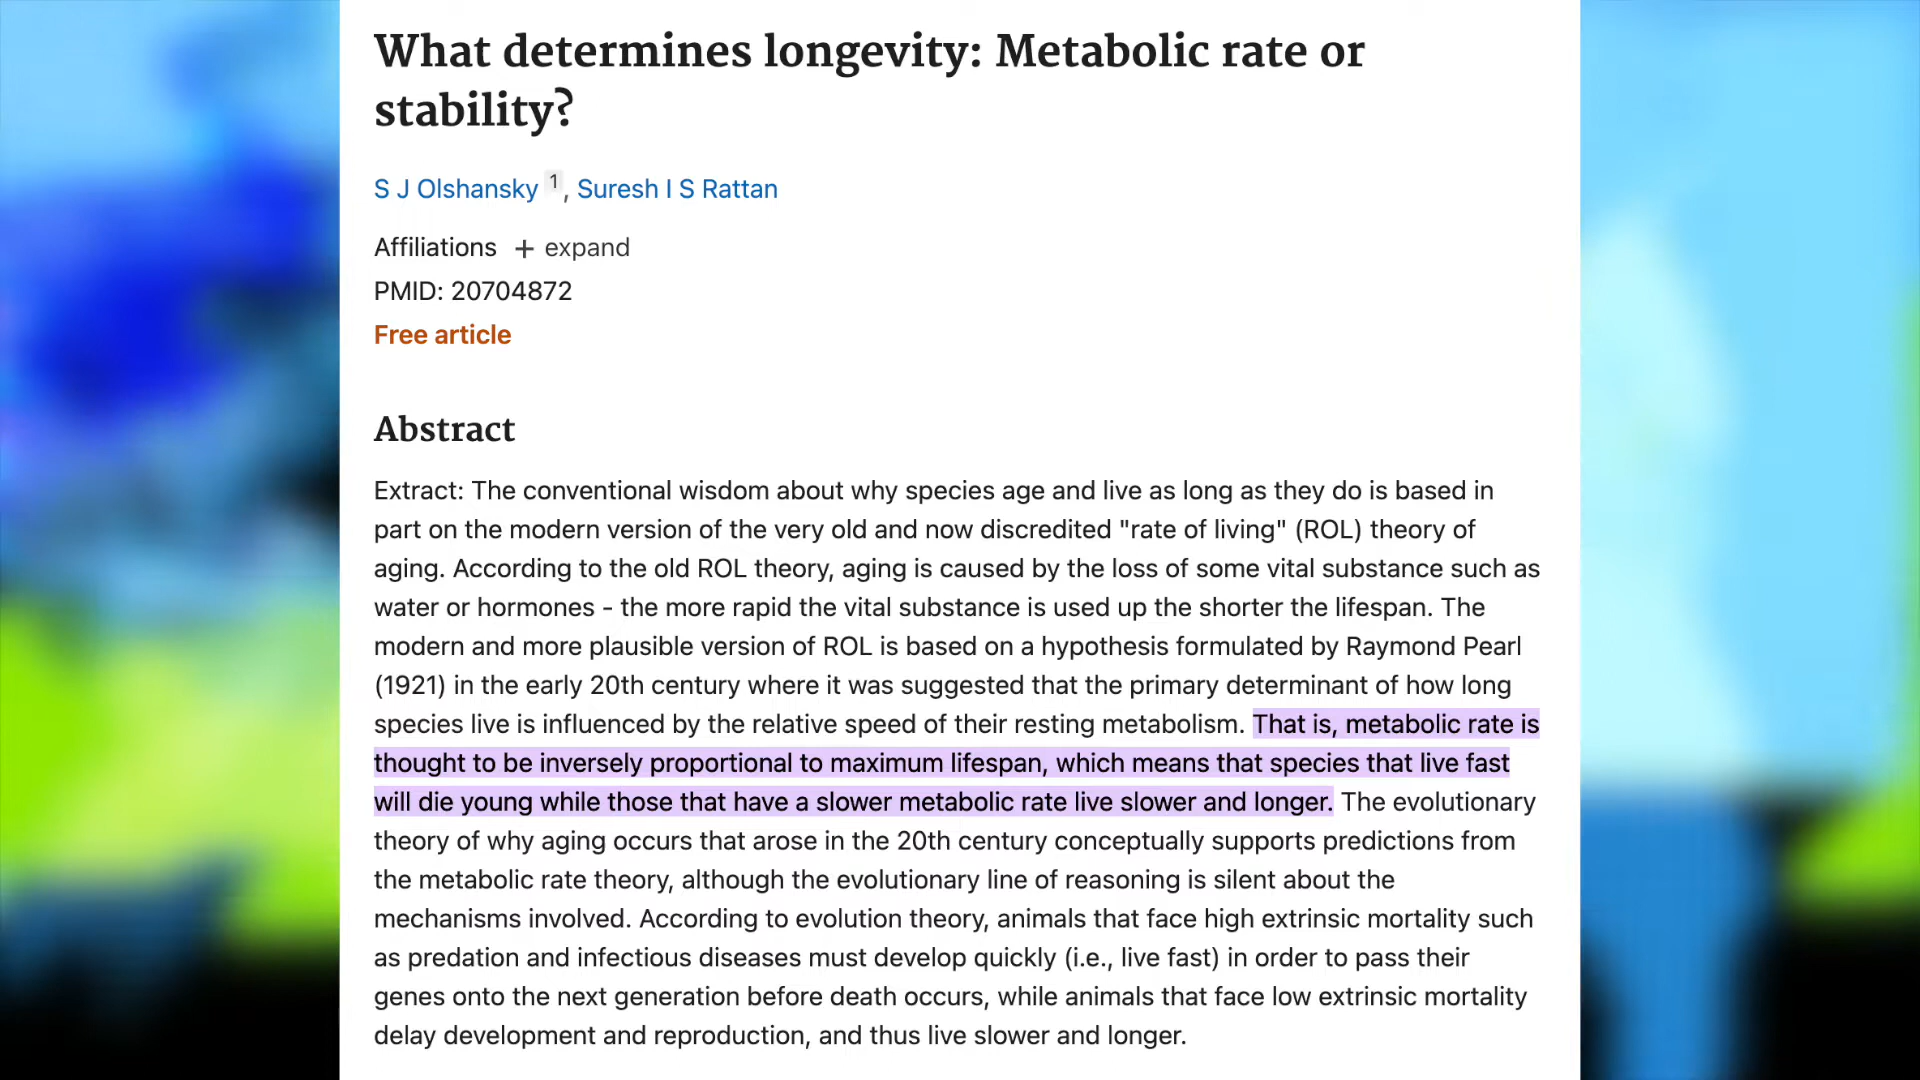 What determines longevity: Metabolic rate or
stability?
S J Olshansky 1, Suresh I S Rattan
Affiliations + expand
PMID: 20704872
Free article
Abstract
Extract: The conventional wisdom about why species age and live as long as they do is based in
part on the modern version of the very old and now discredited "rate of living" (ROL) theory of
aging. According to the old ROL theory, aging is caused by the loss of some vital substance such as
water or hormones - the more rapid the vital substance is used up the shorter the lifespan. The
modern and more plausible version of ROL is based on a hypothesis formulated by Raymond Pearl
(1921) in the early 20th century where it was suggested that the primary determinant of how long
species live is influenced by the relative speed of their resting metabolism. That is, metabolic rate is
thought to be inversely proportional to maximum lifespan, which means that species that live fast
will die young while those that have a slower metabolic rate live slower and longer. The evolutionary
theory of why aging occurs that arose in the 20th century conceptually supports predictions from
the metabolic rate theory, although the evolutionary line of reasoning is silent about the
mechanisms involved. According to evolution theory, animals that face high extrinsic mortality such
as predation and infectious diseases must develop quickly (i.e., live fast) in order to pass their
genes onto the next generation before death occurs, while animals that face low extrinsic mortality
delay development and reproduction, and thus live slower and longer.